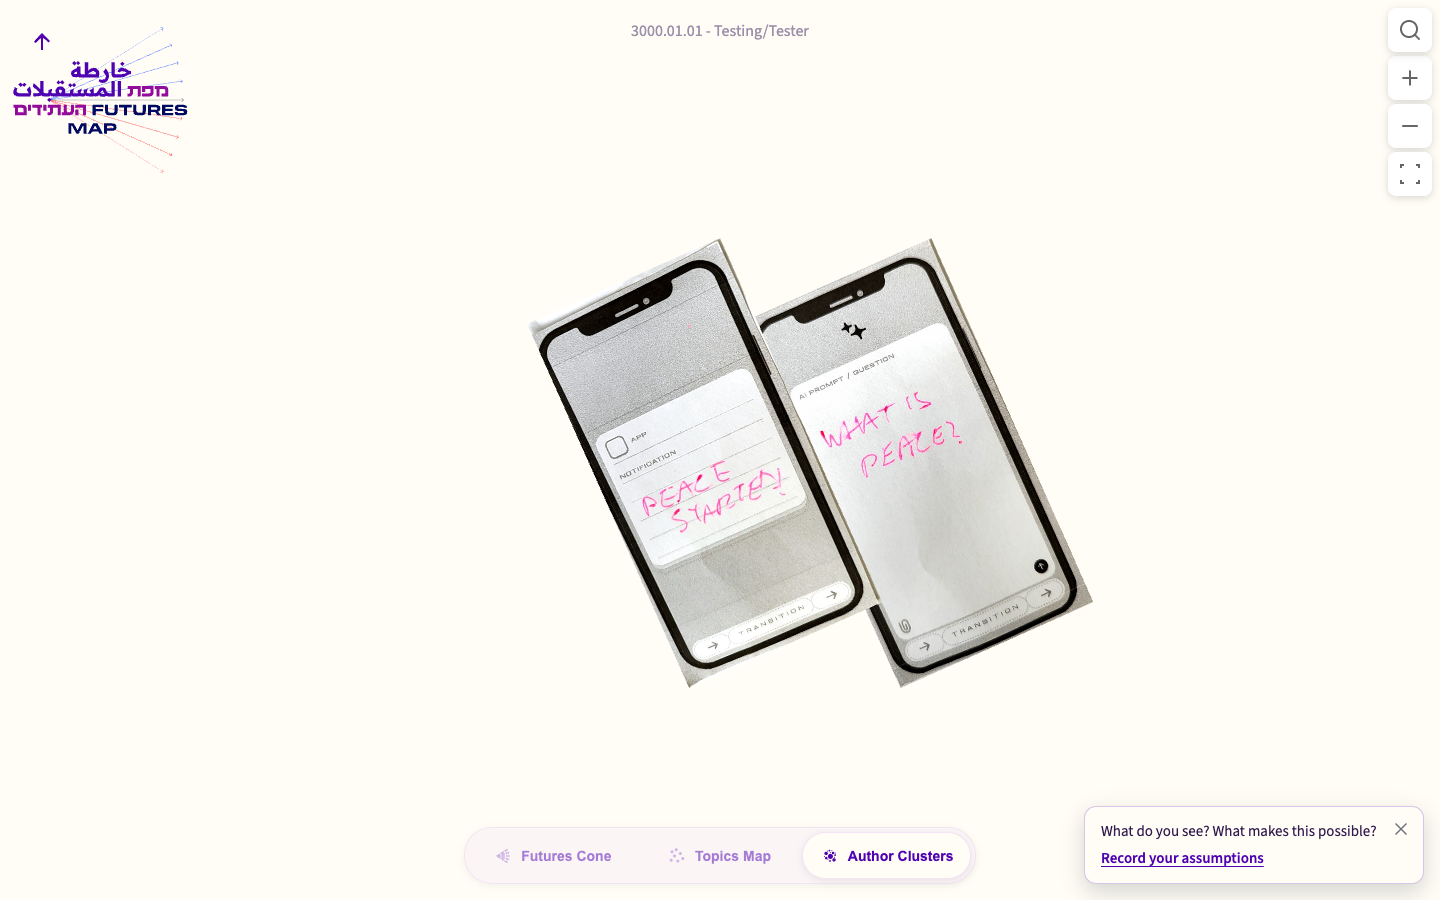 3000.01.01 - Testing/Tester
خارطة
المستقبلات מפת
העתידים FUTURES
MAP
APP
NOTIFICATION
PEACE
STARTED!
TRANSITION
AI PROMPT / QUESTION
WHAT IS
PEACE?
TRANSITION
Futures Cone
Topics Map
Author Clusters
What do you see? What makes this possible?
Record your assumptions